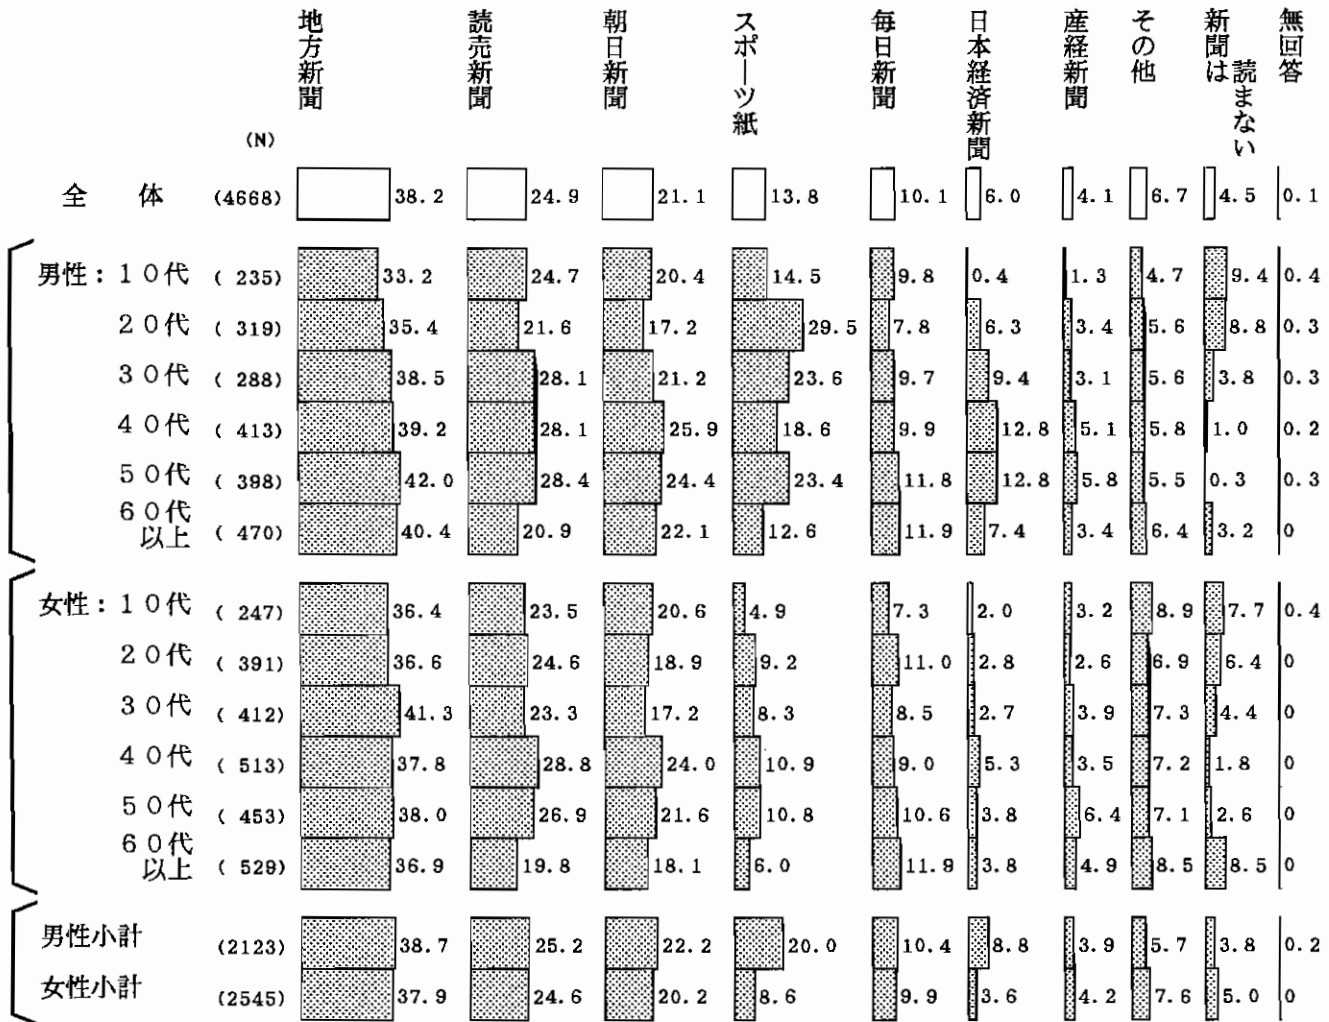 地方新聞 読売新聞 朝日新聞 スポーツ紙 毎日新聞 日本経済新聞 産経新聞 その他 新聞は読まない 無回答
(N)
全体 (4668) 38.2 24.9 21.1 13.8 10.1 6.0 4.1 6.7 4.5 0.1
男性：10代 (235) 33.2 24.7 20.4 14.5 9.8 0.4 1.3 4.7 9.4 0.4
20代 (319) 35.4 21.6 17.2 29.5 7.8 6.3 3.4 5.6 8.8 0.3
30代 (288) 38.5 28.1 21.2 23.6 9.7 9.4 3.1 5.6 3.8 0.3
40代 (413) 39.2 28.1 25.9 18.6 9.9 12.8 5.1 5.8 1.0 0.2
50代 (398) 42.0 28.4 24.4 23.4 11.8 12.8 5.8 5.5 0.3 0.3
60代
以上 (470) 40.4 20.9 22.1 12.6 11.9 7.4 3.4 6.4 3.2 0
女性：10代 (247) 36.4 23.5 20.6 4.9 7.3 2.0 3.2 8.9 7.7 0.4
20代 (391) 36.6 24.6 18.9 9.2 11.0 2.8 2.6 6.9 6.4 0
30代 (412) 41.3 23.3 17.2 8.3 8.5 2.7 3.9 7.3 4.4 0
40代 (513) 37.8 28.8 24.0 10.9 9.0 5.3 3.5 7.2 1.8 0
50代 (453) 38.0 26.9 21.6 10.8 10.6 3.8 6.4 7.1 2.6 0
60代
以上 (529) 36.9 19.8 18.1 6.0 11.9 3.8 4.9 8.5 8.5 0
男性小計 (2123) 38.7 25.2 22.2 20.0 10.4 8.8 3.9 5.7 3.8 0.2
女性小計 (2545) 37.9 24.6 20.2 8.6 9.9 3.6 4.2 7.6 5.0 0